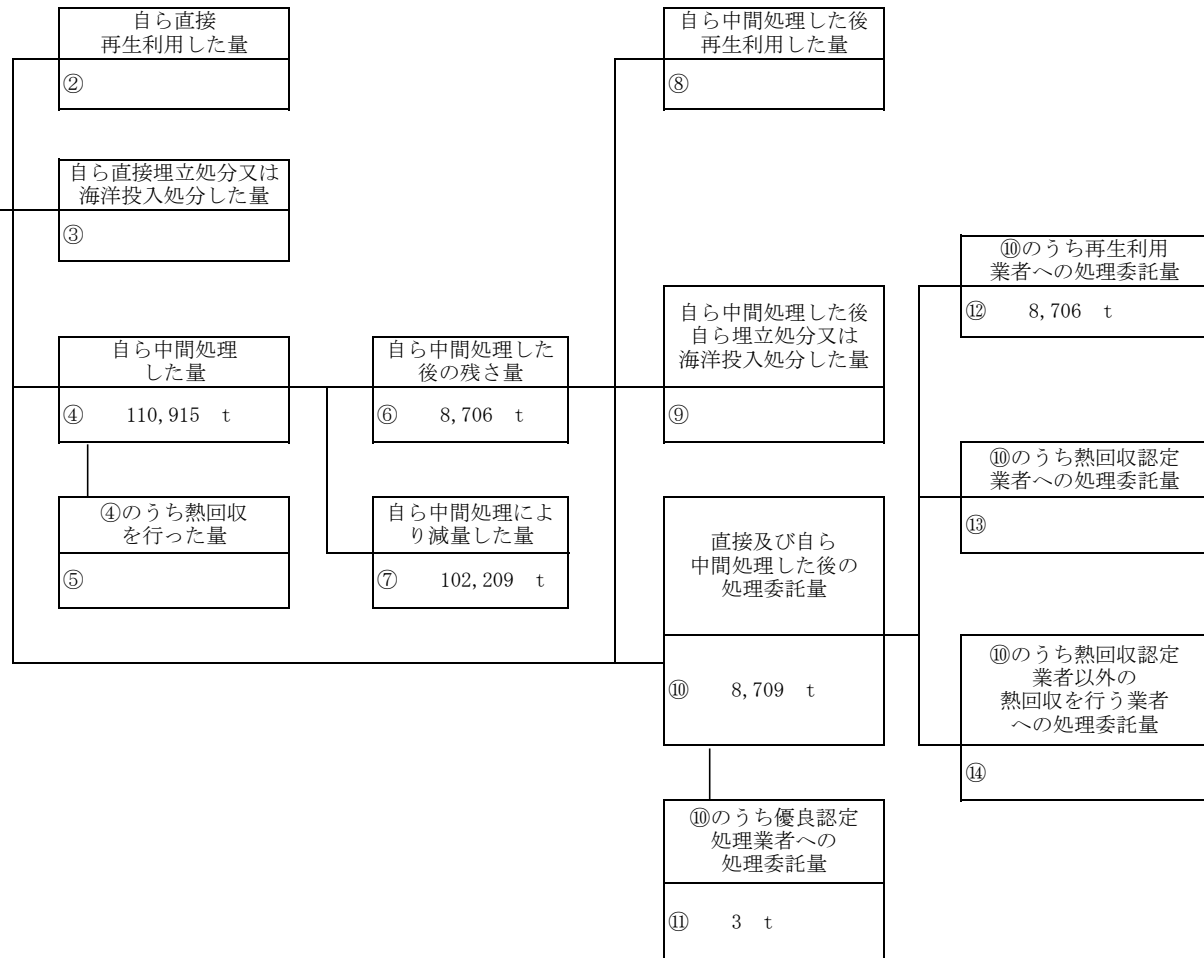 自ら直接
再生利用した量
②
自ら直接埋立処分又は
海洋投入処分した量
③
自ら中間処理
した量
④ 110,915 t
④のうち熱回収
を行った量
⑤
自ら中間処理した
後の残さ量
⑥ 8,706 t
自ら中間処理によ
り減量した量
⑦ 102,209 t
自ら中間処理した後
再生利用した量
⑧
自ら中間処理した後
自ら埋立処分又は
海洋投入処分した量
⑨
直接及び自ら
中間処理した後の
処理委託量
⑩ 8,709 t
⑩のうち優良認定
処理業者への
処理委託量
⑪ 3 t
⑩のうち再生利用
業者への処理委託量
⑫ 8,706 t
⑩のうち熱回収認定
業者への処理委託量
⑬
⑩のうち熱回収認定
業者以外の
熱回収を行う業者
への処理委託量
⑭